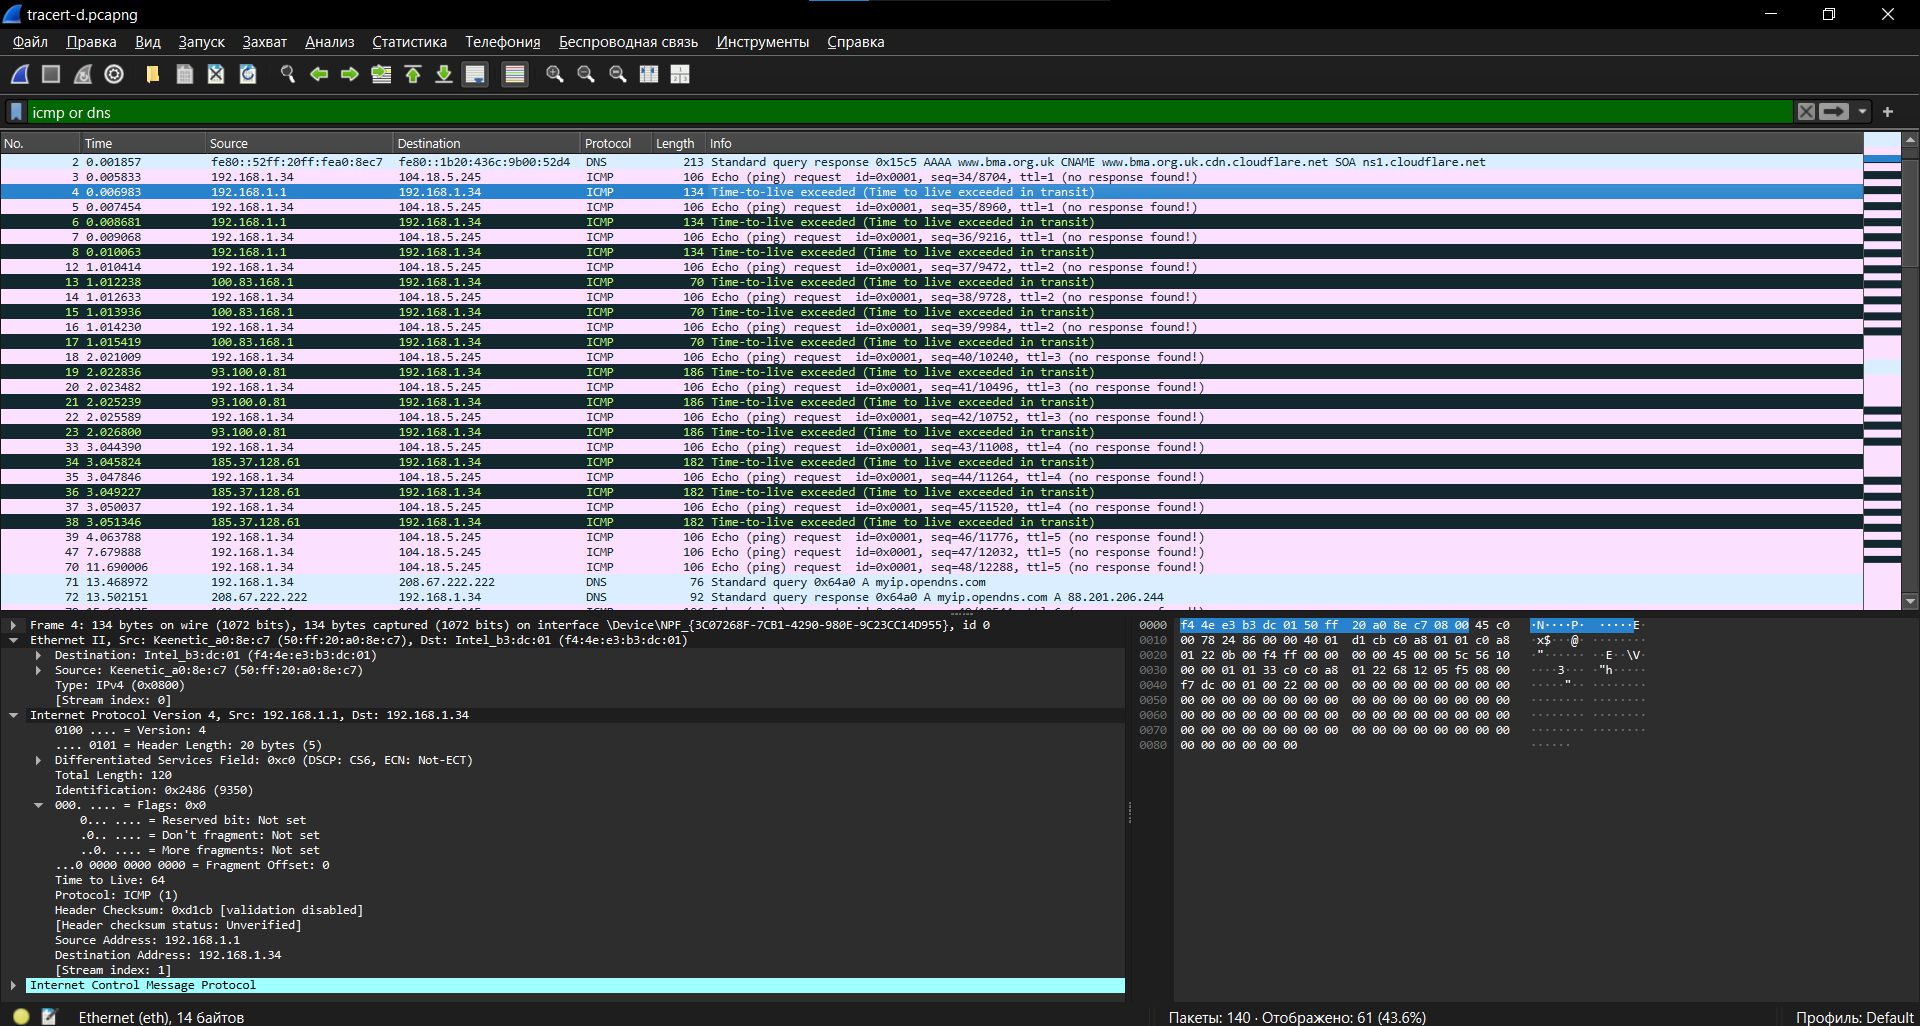 tracert-d.pcapng
Файл Правка Вид Запуск Захват Анализ Статистика Телефония Беспроводная связь Инструменты Справка
icmp or dns
No. Time Source Destination Protocol Length Info
2 0.001857 fe80::52ff:20ff:fea0:8ec7 fe80::1b20:436c:9b00:52d4 DNS 213 Standard query response 0x15c5 AAAA www.bma.org.uk CNAME www.bma.org.uk.cdn.cloudflare.net SOA ns1.cloudflare.net
3 0.005833 192.168.1.34 104.18.5.245 ICMP 106 Echo (ping) request id=0x0001, seq=34/8704, ttl=1 (no response found!)
4 0.006983 192.168.1.1 192.168.1.34 ICMP 134 Time-to-live exceeded (Time to live exceeded in transit)
5 0.007454 192.168.1.34 104.18.5.245 ICMP 106 Echo (ping) request id=0x0001, seq=35/8960, ttl=1 (no response found!)
6 0.008681 192.168.1.1 192.168.1.34 ICMP 134 Time-to-live exceeded (Time to live exceeded in transit)
7 0.009068 192.168.1.34 104.18.5.245 ICMP 106 Echo (ping) request id=0x0001, seq=36/9216, ttl=1 (no response found!)
8 0.010063 192.168.1.1 192.168.1.34 ICMP 134 Time-to-live exceeded (Time to live exceeded in transit)
12 1.010414 192.168.1.34 104.18.5.245 ICMP 106 Echo (ping) request id=0x0001, seq=37/9472, ttl=2 (no response found!)
13 1.012238 100.83.168.1 192.168.1.34 ICMP 70 Time-to-live exceeded (Time to live exceeded in transit)
14 1.012633 192.168.1.34 104.18.5.245 ICMP 106 Echo (ping) request id=0x0001, seq=38/9728, ttl=2 (no response found!)
15 1.013936 100.83.168.1 192.168.1.34 ICMP 70 Time-to-live exceeded (Time to live exceeded in transit)
16 1.014230 192.168.1.34 104.18.5.245 ICMP 106 Echo (ping) request id=0x0001, seq=39/9984, ttl=2 (no response found!)
17 1.015419 100.83.168.1 192.168.1.34 ICMP 70 Time-to-live exceeded (Time to live exceeded in transit)
18 2.021009 192.168.1.34 104.18.5.245 ICMP 106 Echo (ping) request id=0x0001, seq=40/10240, ttl=3 (no response found!)
19 2.022836 93.100.0.81 192.168.1.34 ICMP 186 Time-to-live exceeded (Time to live exceeded in transit)
20 2.023482 192.168.1.34 104.18.5.245 ICMP 106 Echo (ping) request id=0x0001, seq=41/10496, ttl=3 (no response found!)
21 2.025239 93.100.0.81 192.168.1.34 ICMP 186 Time-to-live exceeded (Time to live exceeded in transit)
22 2.025589 192.168.1.34 104.18.5.245 ICMP 106 Echo (ping) request id=0x0001, seq=42/10752, ttl=3 (no response found!)
23 2.026800 93.100.0.81 192.168.1.34 ICMP 186 Time-to-live exceeded (Time to live exceeded in transit)
33 3.044390 192.168.1.34 104.18.5.245 ICMP 106 Echo (ping) request id=0x0001, seq=43/11008, ttl=4 (no response found!)
34 3.045824 185.37.128.61 192.168.1.34 ICMP 182 Time-to-live exceeded (Time to live exceeded in transit)
35 3.047846 192.168.1.34 104.18.5.245 ICMP 106 Echo (ping) request id=0x0001, seq=44/11264, ttl=4 (no response found!)
36 3.049227 185.37.128.61 192.168.1.34 ICMP 182 Time-to-live exceeded (Time to live exceeded in transit)
37 3.050037 192.168.1.34 104.18.5.245 ICMP 106 Echo (ping) request id=0x0001, seq=45/11520, ttl=4 (no response found!)
38 3.051346 185.37.128.61 192.168.1.34 ICMP 182 Time-to-live exceeded (Time to live exceeded in transit)
39 4.063788 192.168.1.34 104.18.5.245 ICMP 106 Echo (ping) request id=0x0001, seq=46/11776, ttl=5 (no response found!)
47 7.679888 192.168.1.34 104.18.5.245 ICMP 106 Echo (ping) request id=0x0001, seq=47/12032, ttl=5 (no response found!)
70 11.690006 192.168.1.34 104.18.5.245 ICMP 106 Echo (ping) request id=0x0001, seq=48/12288, ttl=5 (no response found!)
71 13.468972 192.168.1.34 208.67.222.222 DNS 76 Standard query 0x64a0 A myip.opendns.com
72 13.502151 208.67.222.222 192.168.1.34 DNS 92 Standard query response 0x64a0 A myip.opendns.com A 88.201.206.244
Frame 4: 134 bytes on wire (1072 bits), 134 bytes captured (1072 bits) on interface \Device\NPF_{3C07268F-7CB1-4290-980E-9C23CC14D955}, id 0
Ethernet II, Src: Keenetic_a0:8e:c7 (50:ff:20:a0:8e:c7), Dst: Intel_b3:dc:01 (f4:4e:e3:b3:dc:01)
Destination: Intel_b3:dc:01 (f4:4e:e3:b3:dc:01)
Source: Keenetic_a0:8e:c7 (50:ff:20:a0:8e:c7)
Type: IPv4 (0x0800)
[Stream index: 0]
Internet Protocol Version 4, Src: 192.168.1.1, Dst: 192.168.1.34
0100 .... = Version: 4
.... 0101 = Header Length: 20 bytes (5)
Differentiated Services Field: 0xc0 (DSCP: CS6, ECN: Not-ECT)
Total Length: 120
Identification: 0x2486 (9350)
000. .... = Flags: 0x0
0... .... = Reserved bit: Not set
.0.. .... = Don't fragment: Not set
..0. .... = More fragments: Not set
...0 0000 0000 0000 = Fragment Offset: 0
Time to Live: 64
Protocol: ICMP (1)
Header Checksum: 0xd1cb [validation disabled]
[Header checksum status: Unverified]
Source Address: 192.168.1.1
Destination Address: 192.168.1.34
[Stream index: 1]
Internet Control Message Protocol
0000 f4 4e e3 b3 dc 01 50 ff 20 a0 8e c7 08 00 45 c0 ·N····P· ·····E·
0010 00 78 24 86 00 00 40 01 d1 cb c0 a8 01 01 c0 a8 ·x$···@· ········
0020 01 22 0b 00 f4 ff 00 00 00 00 45 00 00 5c 56 10 ·"······ ··E··\V·
0030 00 00 01 01 33 c0 c0 a8 01 22 68 12 05 f5 08 00 ····3··· ·"h·····
0040 f7 dc 00 01 00 22 00 00 00 00 00 00 00 00 00 00 ·····"·· ········
0050 00 00 00 00 00 00 00 00 00 00 00 00 00 00 00 00 ········ ········
0060 00 00 00 00 00 00 00 00 00 00 00 00 00 00 00 00 ········ ········
0070 00 00 00 00 00 00 00 00 00 00 00 00 00 00 00 00 ········ ········
0080 00 00 00 00 00 00 ······
Ethernet (eth), 14 байтов
Пакеты: 140 · Отображено: 61 (43.6%)
Профиль: Default